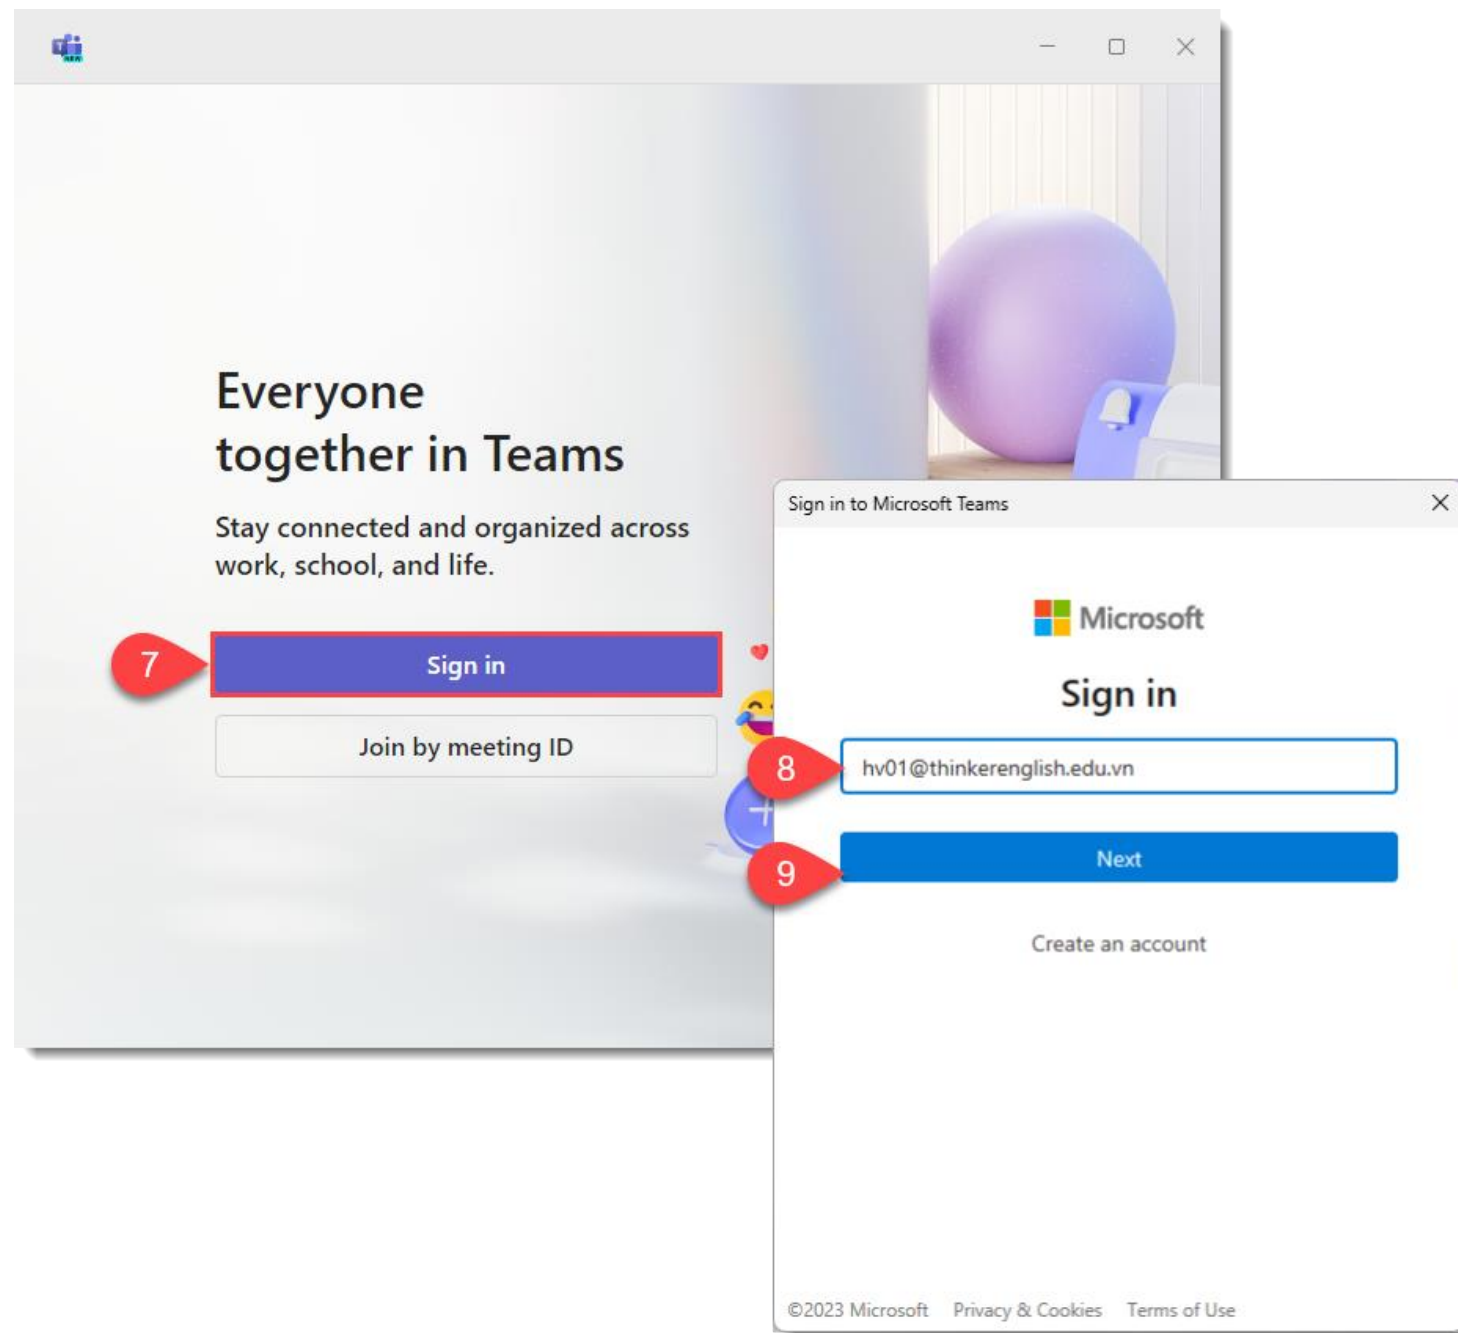 NEW
Everyone
together in Teams
Stay connected and organized across
work, school, and life.
7
Sign in
Join by meeting ID
Sign in to Microsoft Teams
Microsoft
Sign in
8
hv01@thinkerenglish.edu.vn
9
Next
Create an account
©2023 Microsoft Privacy & Cookies Terms of Use